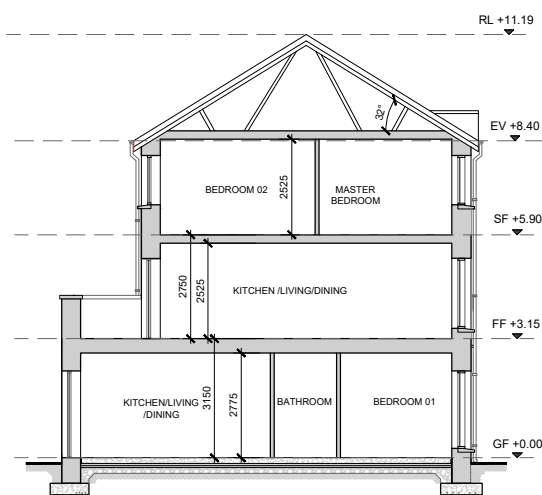 RL +11.19
32°
EV +8.40
BEDROOM 02
2525
MASTER
BEDROOM
SF +5.90
2750
2525
KITCHEN /LIVING/DINING
FF +3.15
3150
2775
KITCHEN/LIVING
/DINING
BATHROOM
BEDROOM 01
GF +0.00